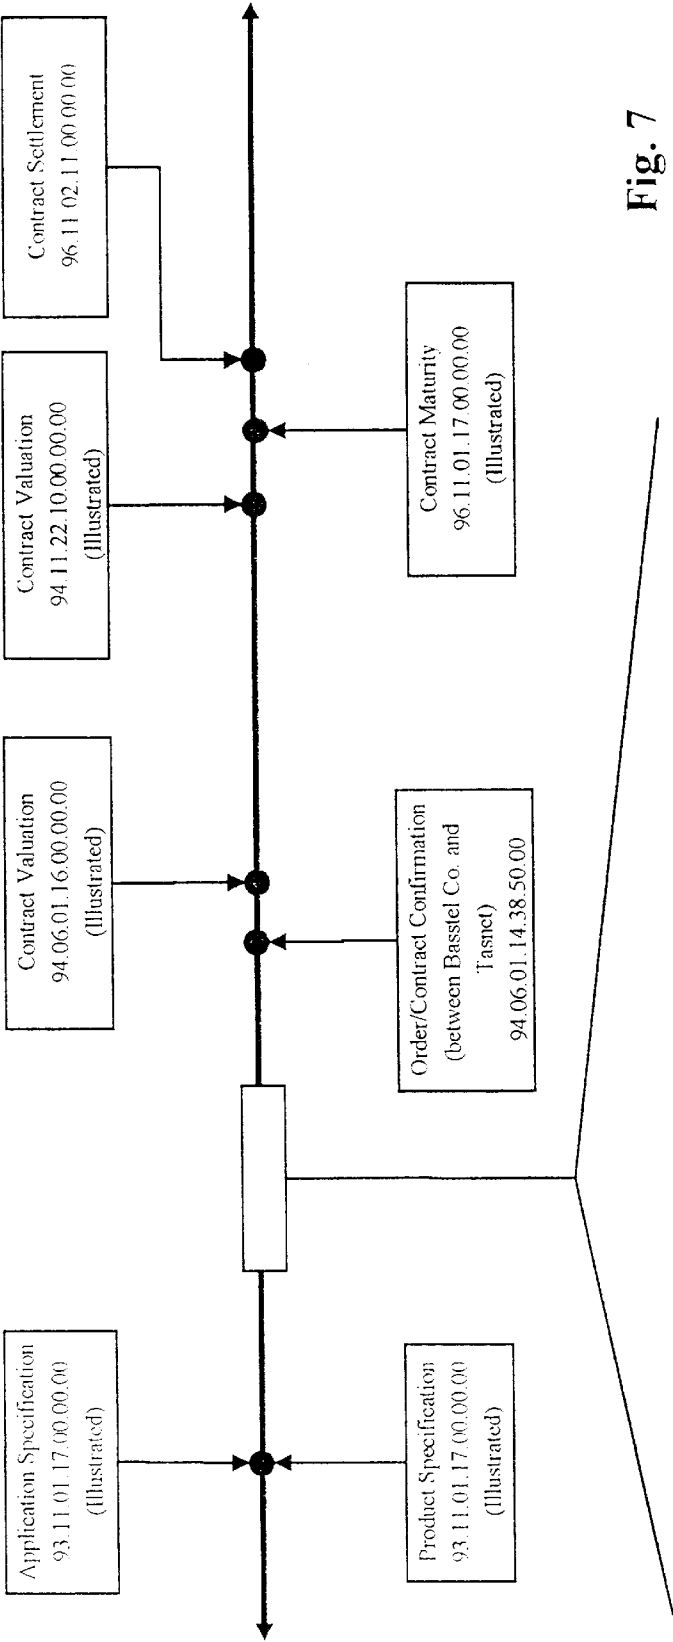 Application Specification
93.11.01.17.00.00.00
(Illustrated)
Contract Valuation
94.06.01.16.00.00.00
(Illustrated)
Contract Valuation
94.11.22.10.00.00.00
(Illustrated)
Contract Settlement
96.11.02.11.00.00.00
Product Specification
93.11.01.17.00.00.00
(Illustrated)
Order/Contract Confirmation
(between Basstel Co. and
Tasnet)
94.06.01.14.38.50.00
Contract Maturity
96.11.01.17.00.00.00
(Illustrated)
Fig. 7